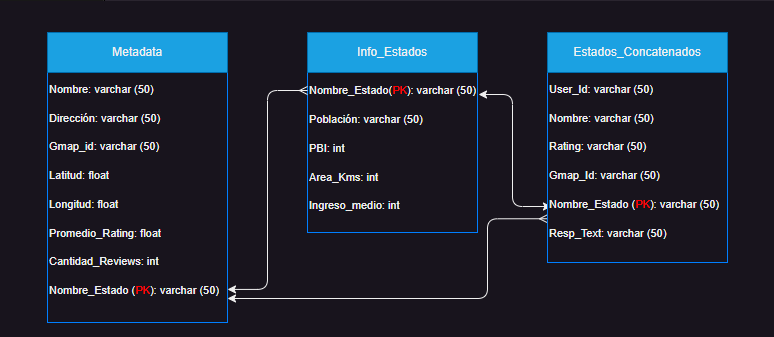 Metadata
Nombre: varchar (50)
Dirección: varchar (50)
Gmap_id: varchar (50)
Latitud: float
Longitud: float
Promedio_Rating: float
Cantidad_Reviews: int
Nombre_Estado (PK): varchar (50)
Info_Estados
Nombre_Estado(PK): varchar (50)
Población: varchar (50)
PBI: int
Area_Kms: int
Ingreso_medio: int
Estados_Concatenados
User_Id: varchar (50)
Nombre: varchar (50)
Rating: varchar (50)
Gmap_Id: varchar (50)
Nombre_Estado (PK): varchar (50)
Resp_Text: varchar (50)